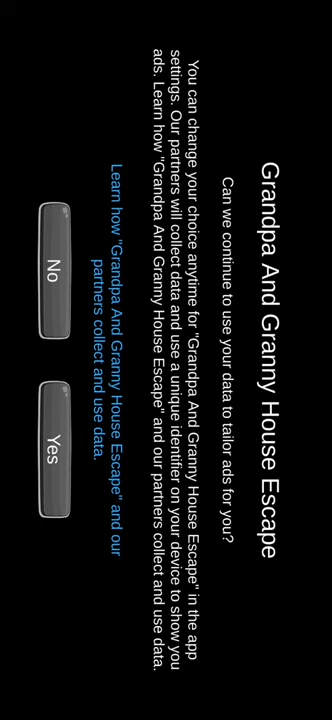 Grandpa And Granny House Escape
Can we continue to use your data to tailor ads for you?
You can change your choice anytime for "Grandpa And Granny House Escape" in the app
settings. Our partners will collect data and use a unique identifier on your device to show you
ads. Learn how "Grandpa And Granny House Escape" and our partners collect and use data.
Learn how "Grandpa And Granny House Escape" and our
partners collect and use data.
No
Yes